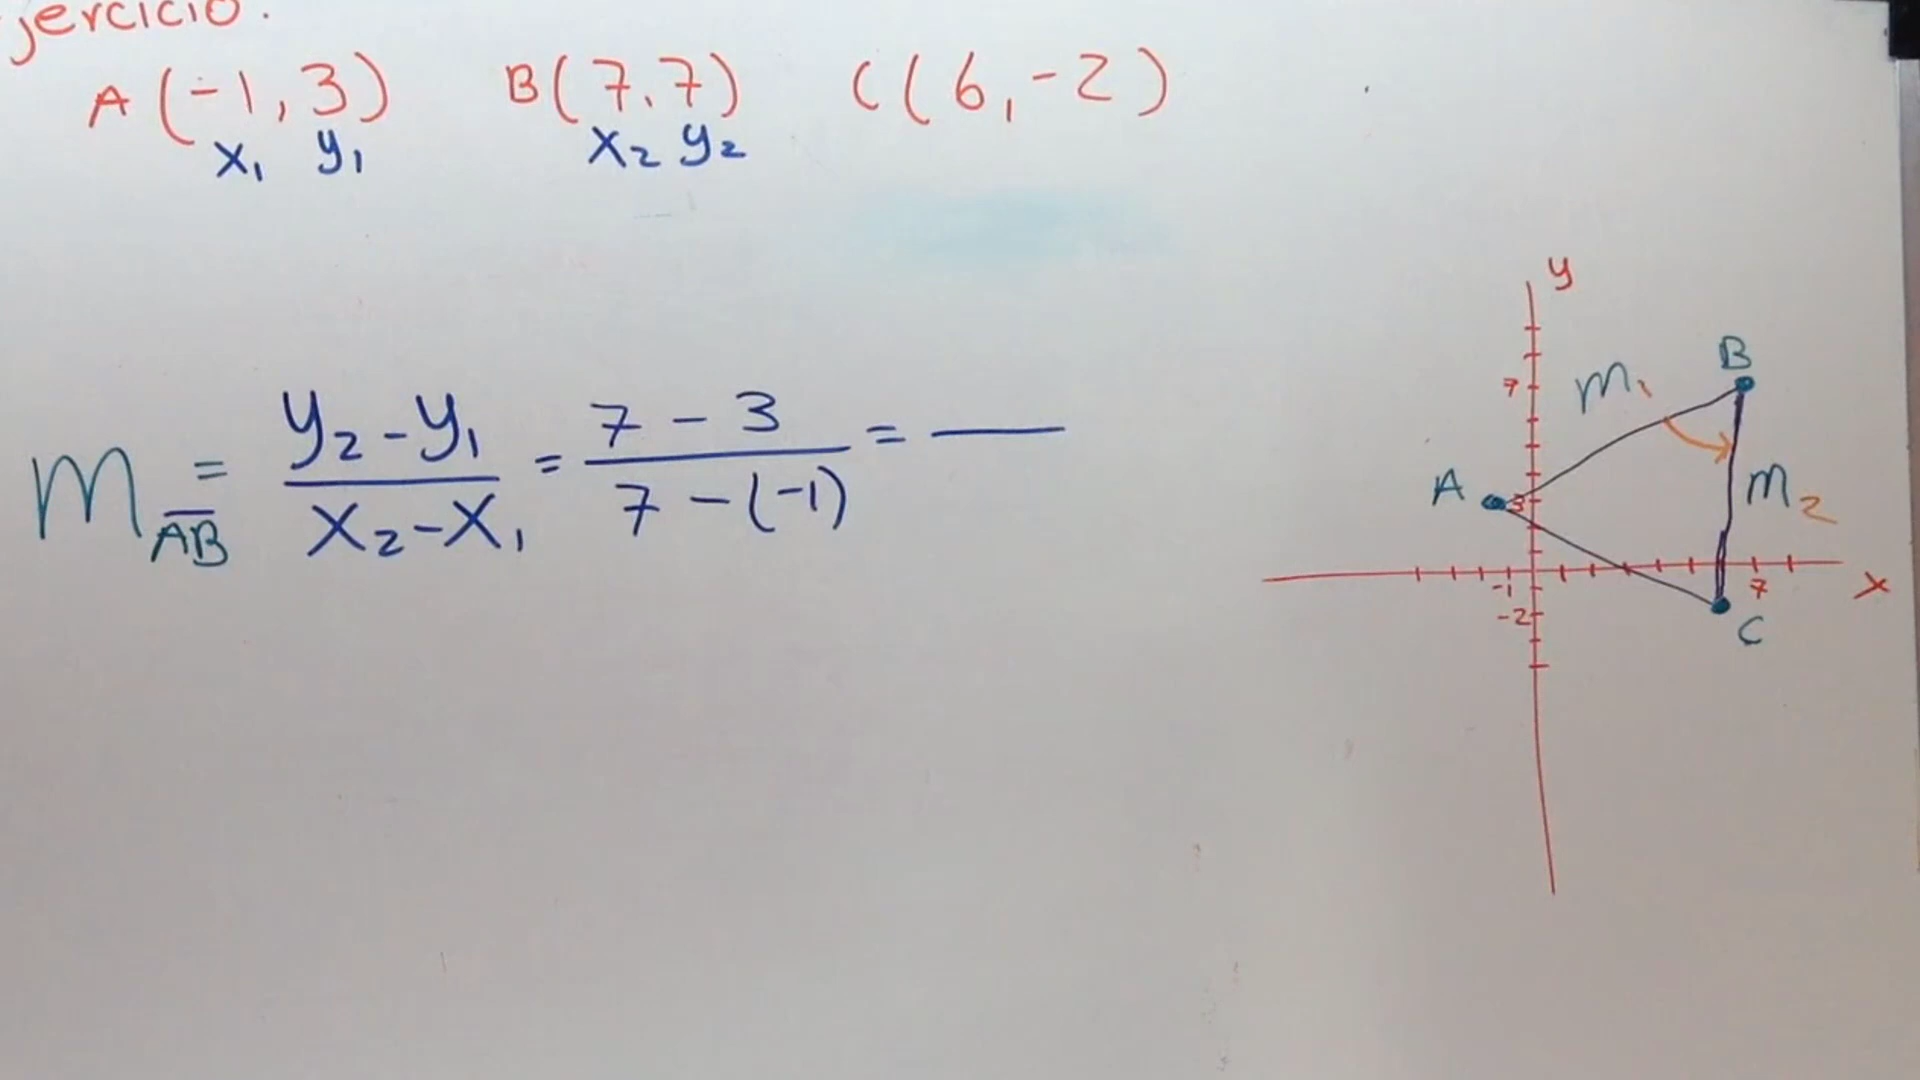 jercicio:
A (-1, 3) B(7,7) C(6,-2)
x₁ y₁ x₂ y₂
m_AB = (y₂-y₁)/(x₂-x₁) = (7 - 3)/(7 - (-1)) = —
y
B
7
m₁
A
3
m₂
-1
7
x
-2
C